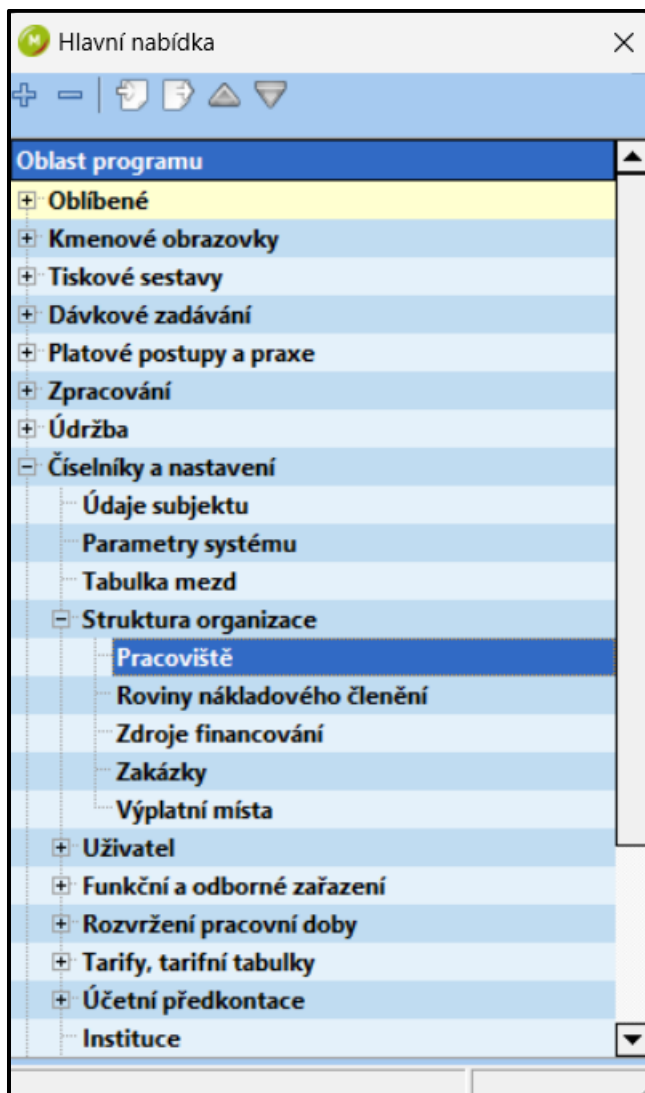 Hlavní nabídka
Oblast programu
Oblíbené
Kmenové obrazovky
Tiskové sestavy
Dávkové zadávání
Platové postupy a praxe
Zpracování
Údržba
Číselníky a nastavení
Údaje subjektu
Parametry systému
Tabulka mezd
Struktura organizace
Pracoviště
Roviny nákladového členění
Zdroje financování
Zakázky
Výplatní místa
Uživatel
Funkční a odborné zařazení
Rozvržení pracovní doby
Tarify, tarifní tabulky
Účetní předkontace
Instituce